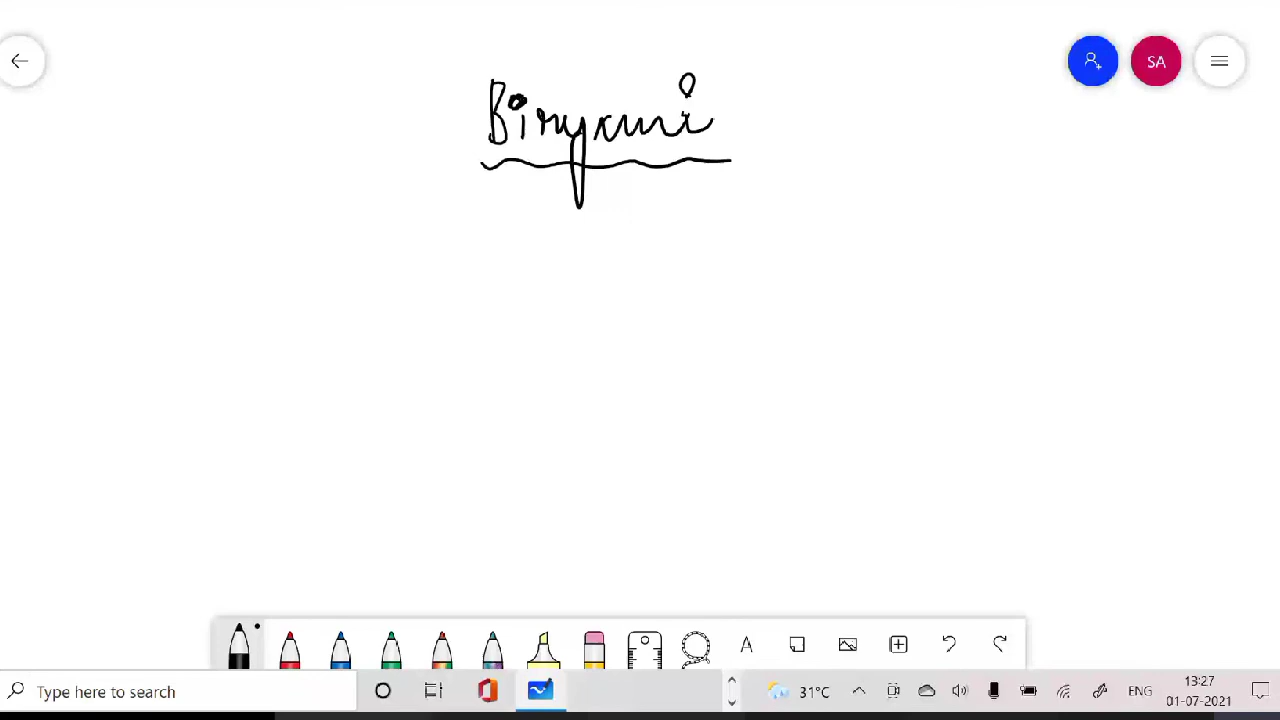 SA
Biryani
A
Type here to search
31°C
ENG
13:27
01-07-2021